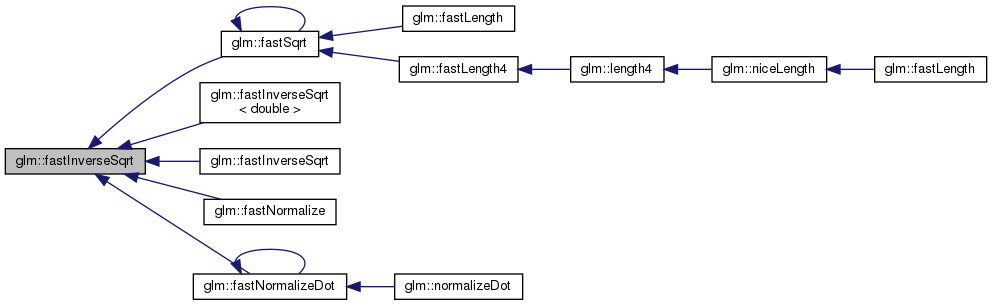 glm::fastLength
glm::fastSqrt
glm::fastLength4
glm::length4
glm::niceLength
glm::fastLength
glm::fastInverseSqrt
< double >
glm::fastInverseSqrt
glm::fastInverseSqrt
glm::fastNormalize
glm::fastNormalizeDot
glm::normalizeDot